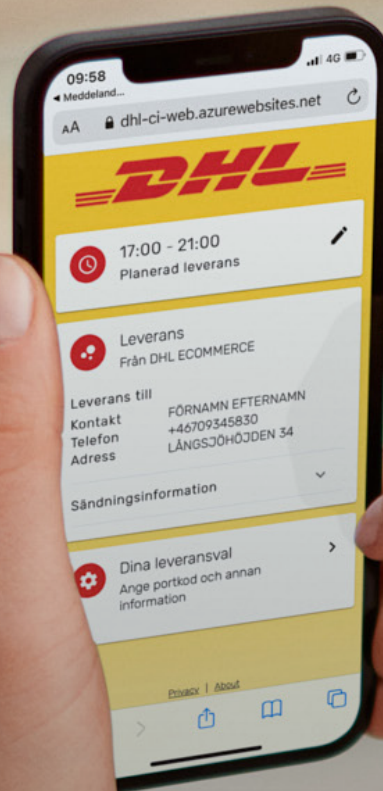 09:58
4G
◀ Meddeland...
AA dhl-ci-web.azurewebsites.net
DHL
17:00 - 21:00
Planerad leverans
Leverans
Från DHL ECOMMERCE
Leverans till
Kontakt FÖRNAMN EFTERNAMN
Telefon +46709345830
Adress LÅNGSJÖHÖJDEN 34
Sändningsinformation
Dina leveransval
Ange portkod och annan
information
Privacy | About